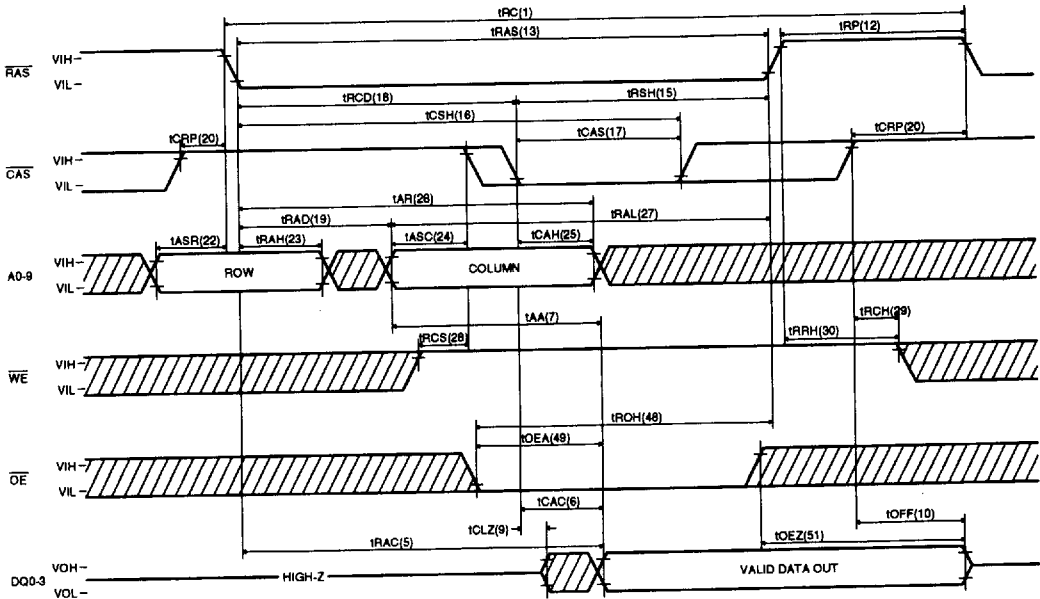 tRC(1)
tRAS(13)
tRP(12)
VIH
RAS
VIL
tRCD(18)
tRSH(15)
tCSH(16)
tCAS(17)
tCRP(20)
tCRP(20)
VIH
CAS
VIL
tAR(28)
tRAD(19)
tRAL(27)
tASR(22)
tRAH(23)
tASC(24)
tCAH(25)
VIH
A0-9
VIL
ROW
COLUMN
tAA(7)
tRCH(29)
tRCS(28)
tRRH(30)
VIH
WE
VIL
tROH(48)
tOEA(49)
VIH
OE
VIL
tCAC(6)
tCLZ(9)
tOFF(10)
tRAC(5)
tOEZ(51)
VOH
DQ0-3
VOL
HIGH-Z
VALID DATA OUT